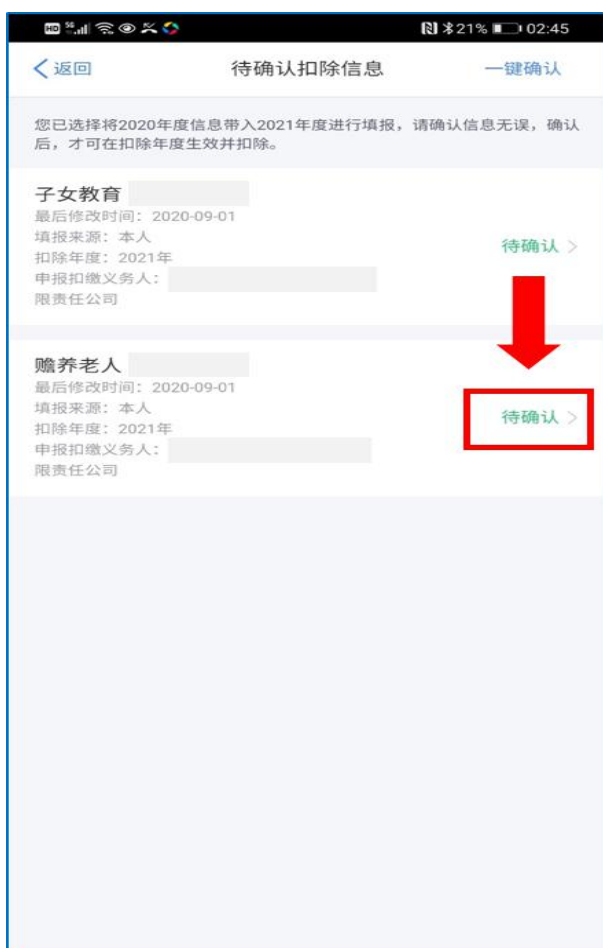 HD 5G 21% 02:45
返回 待确认扣除信息 一键确认
您已选择将2020年度信息带入2021年度进行填报，请确认信息无误，确认
后，才可在扣除年度生效并扣除。
子女教育
最后修改时间：2020-09-01
填报来源：本人
待确认
扣除年度：2021年
申报扣缴义务人：
限责任公司
赡养老人
最后修改时间：2020-09-01
填报来源：本人
待确认
扣除年度：2021年
申报扣缴义务人：
限责任公司